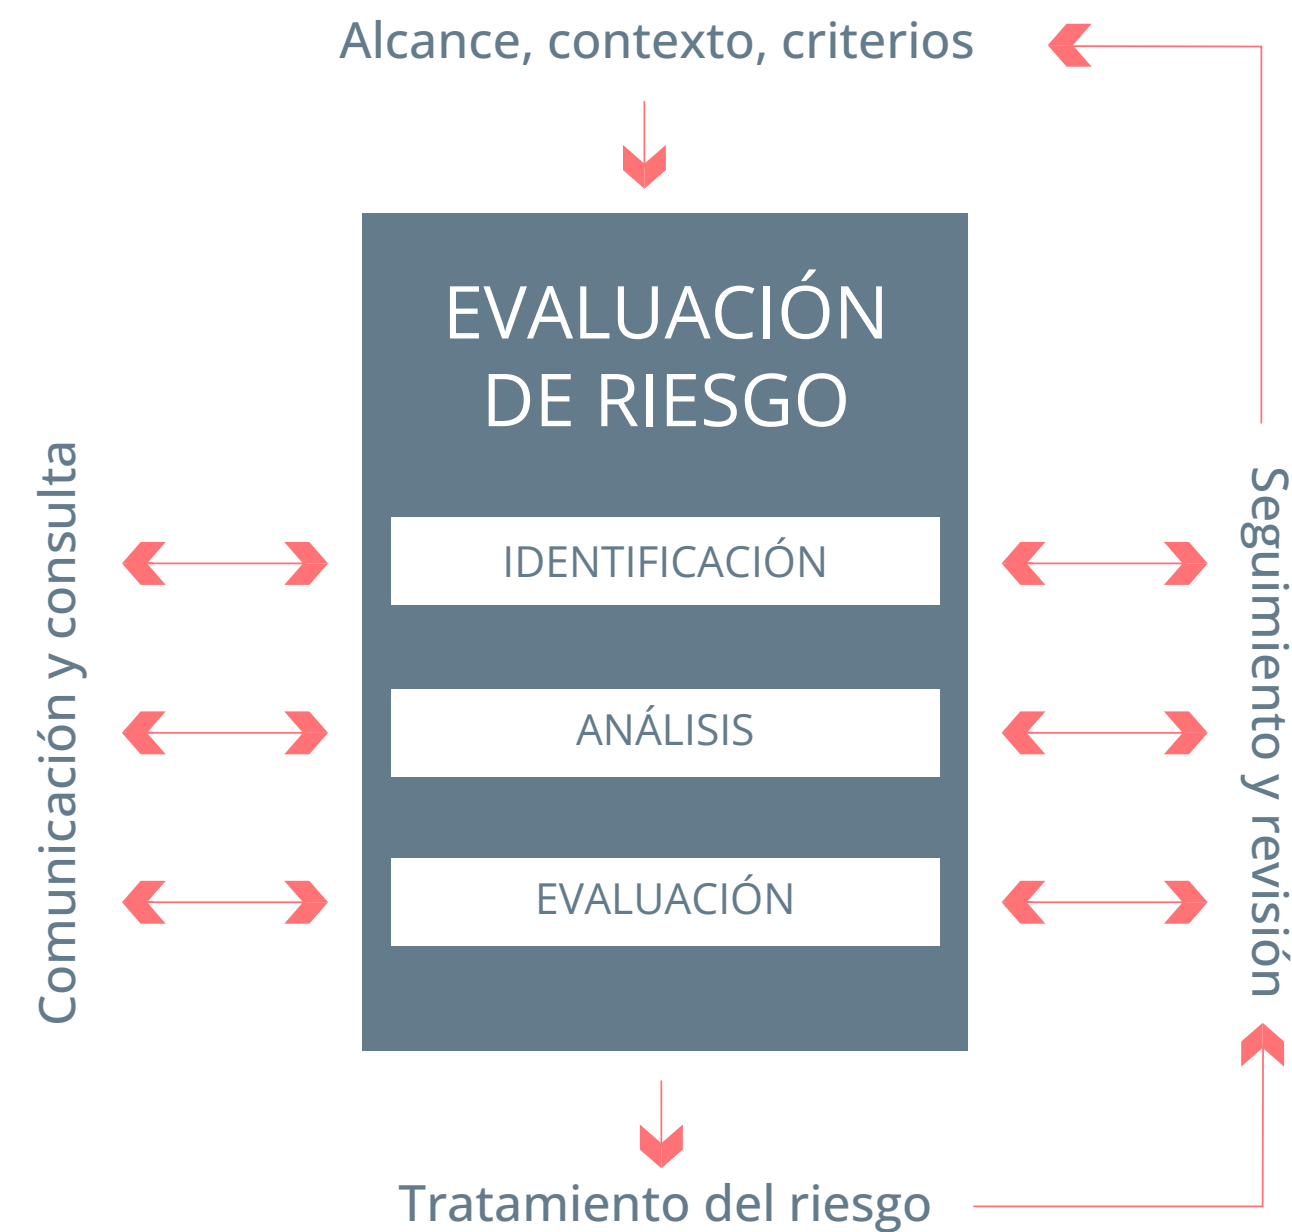 Alcance, contexto, criterios
EVALUACIÓN
DE RIESGO
Comunicación y consulta
IDENTIFICACIÓN
ANÁLISIS
EVALUACIÓN
Seguimiento y revisión
Tratamiento del riesgo